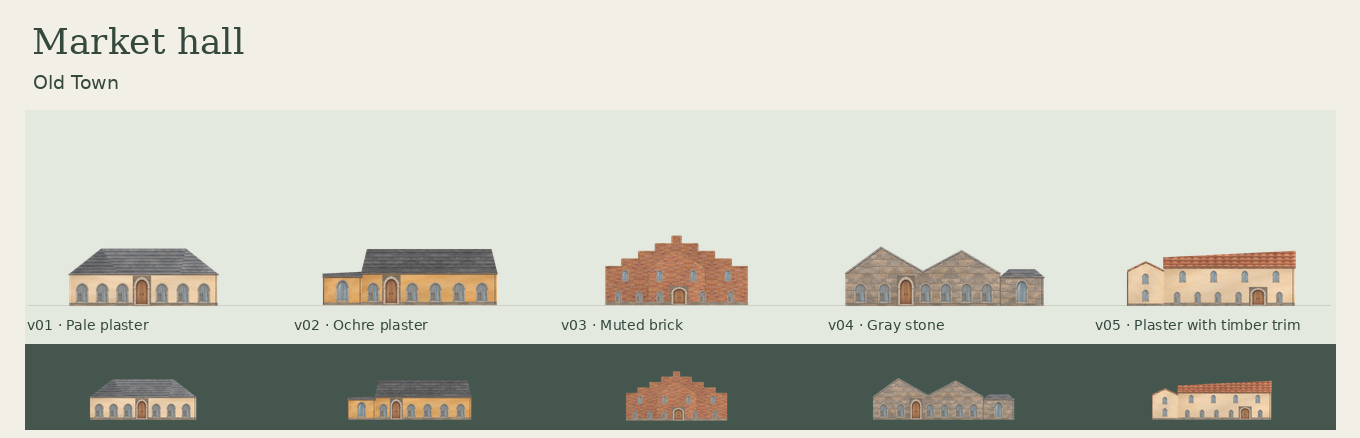 Market hall
Old Town
v01 · Pale plaster
v02 · Ochre plaster
v03 · Muted brick
v04 · Gray stone
v05 · Plaster with timber trim